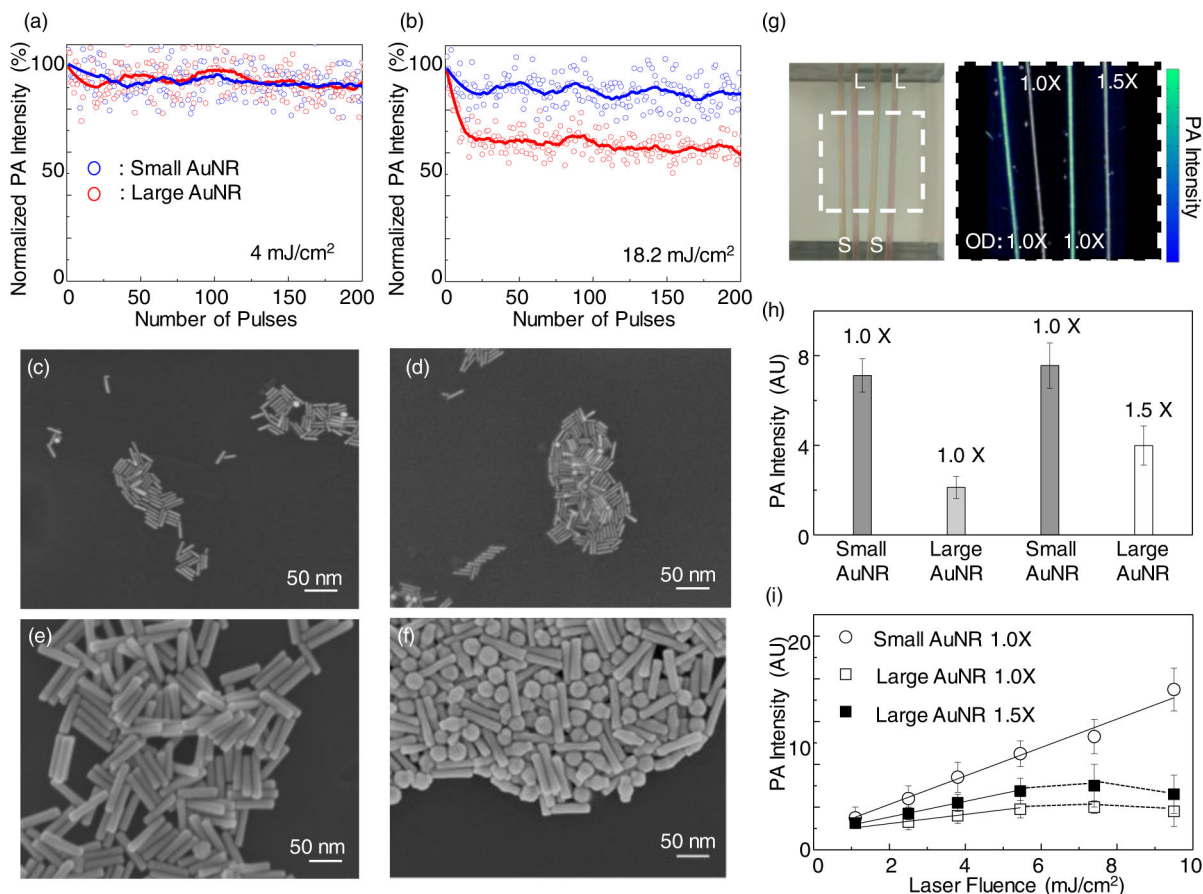 (a)
Normalized PA Intensity (%)
100
50
0
: Small AuNR
: Large AuNR
4 mJ/cm²
0 50 100 150 200
Number of Pulses
(b)
Normalized PA Intensity (%)
100
50
0
18.2 mJ/cm²
0 50 100 150 200
Number of Pulses
(c)
50 nm
(d)
50 nm
(e)
50 nm
(f)
50 nm
(g)
L L
S S
1.0X 1.5X
OD: 1.0X 1.0X
PA Intensity
(h)
PA Intensity (AU)
8
4
0
1.0 X
1.0 X
1.0 X
1.5 X
Small Large Small Large
AuNR AuNR AuNR AuNR
(i)
PA Intensity (AU)
20
10
0
Small AuNR 1.0X
Large AuNR 1.0X
Large AuNR 1.5X
0 2 4 6 8 10
Laser Fluence (mJ/cm²)